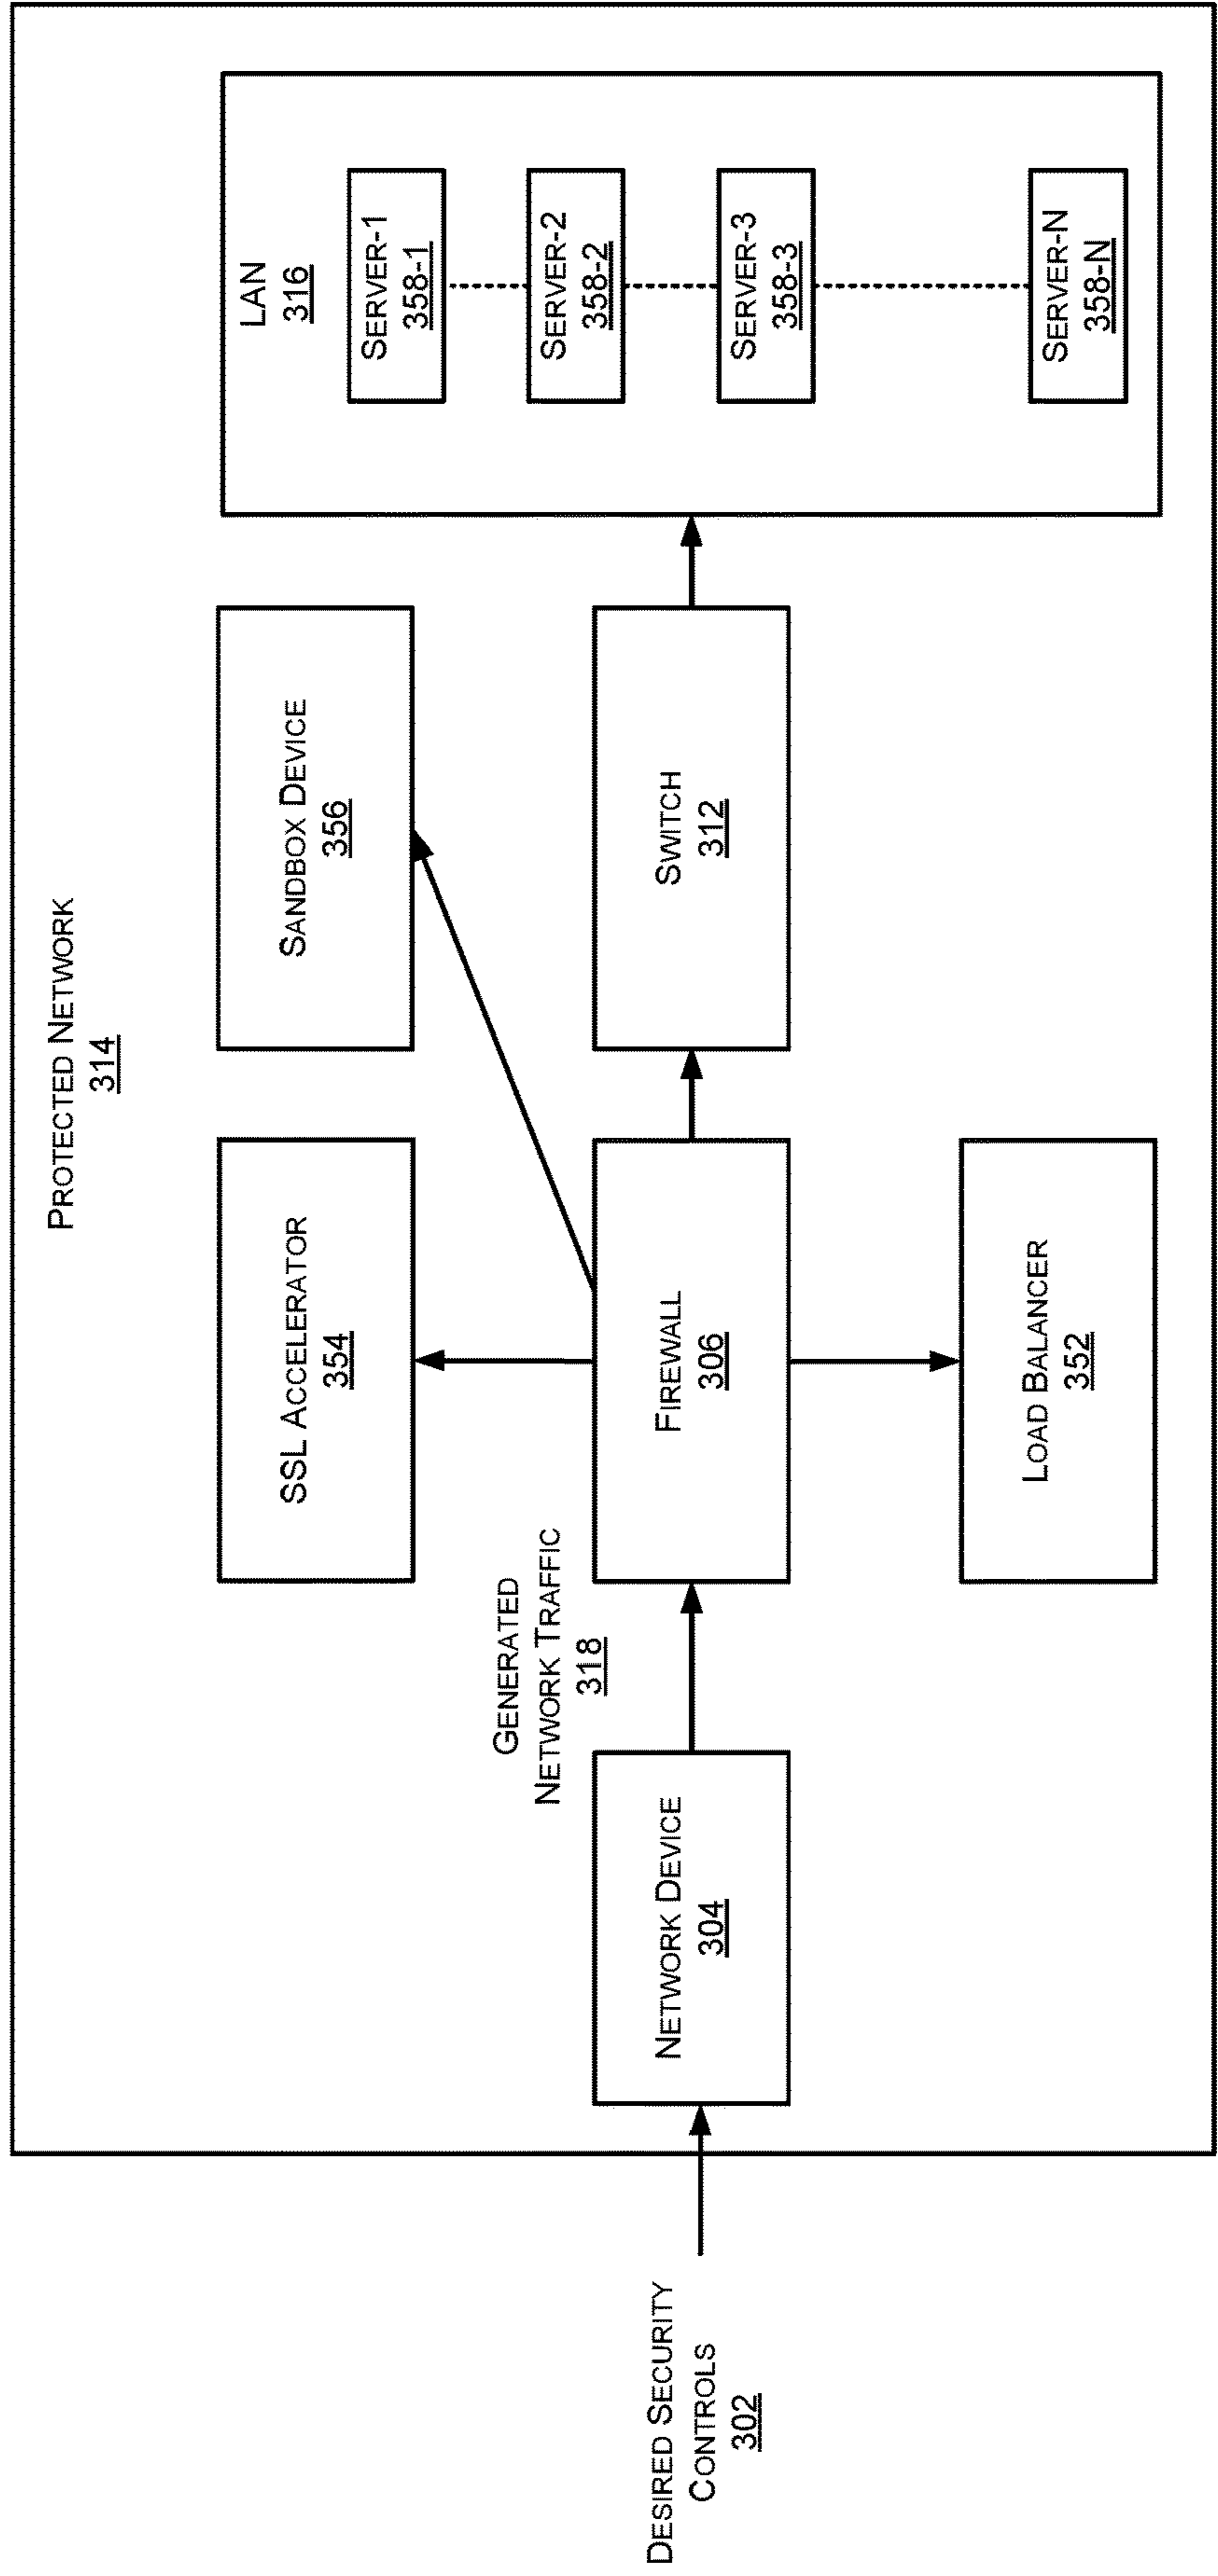 PROTECTED NETWORK
314
LAN
316
SERVER-1
358-1
SERVER-2
358-2
SERVER-3
358-3
SERVER-N
358-N
SSL ACCELERATOR
354
SANDBOX DEVICE
356
GENERATED
NETWORK TRAFFIC
318
DESIRED SECURITY
CONTROLS
302
NETWORK DEVICE
304
FIREWALL
306
SWITCH
312
LOAD BALANCER
352